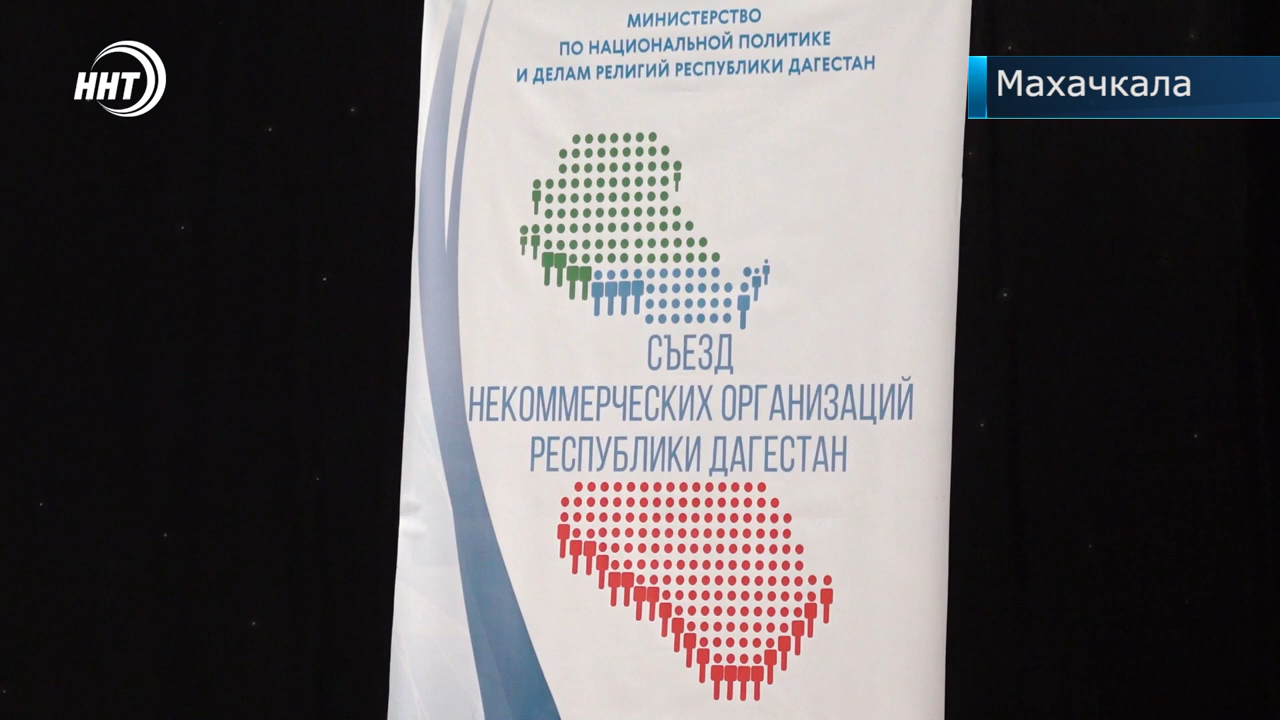 ННТ
Махачкала
МИНИСТЕРСТВО
ПО НАЦИОНАЛЬНОЙ ПОЛИТИКЕ
И ДЕЛАМ РЕЛИГИЙ РЕСПУБЛИКИ ДАГЕСТАН
СЪЕЗД
НЕКОММЕРЧЕСКИХ ОРГАНИЗАЦИЙ
РЕСПУБЛИКИ ДАГЕСТАН